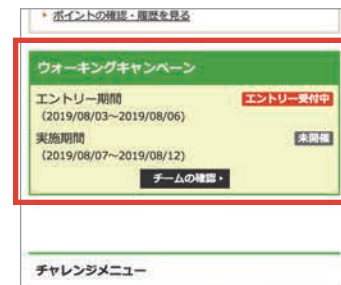 ポイントの確認・履歴を見る
ウォーキングキャンペーン
エントリー期間 エントリー受付中
(2019/08/03~2019/08/06)
実施期間 未開催
(2019/08/07~2019/08/12)
チームの確認
チャレンジメニュー